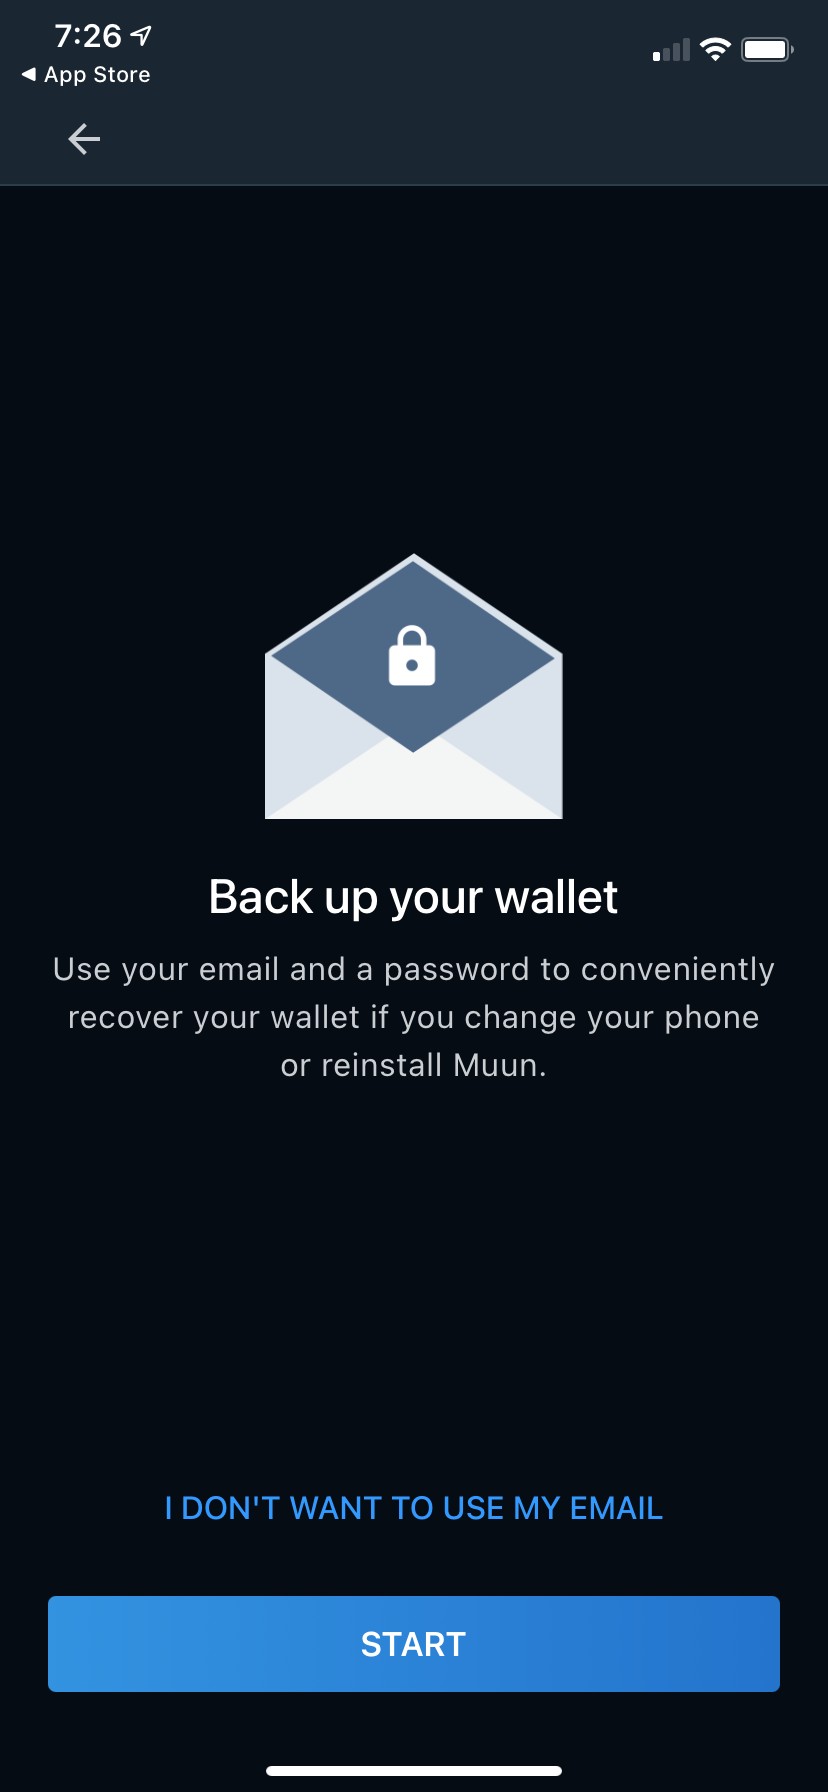 7:26
App Store
Back up your wallet
Use your email and a password to conveniently
recover your wallet if you change your phone
or reinstall Muun.
I DON'T WANT TO USE MY EMAIL
START